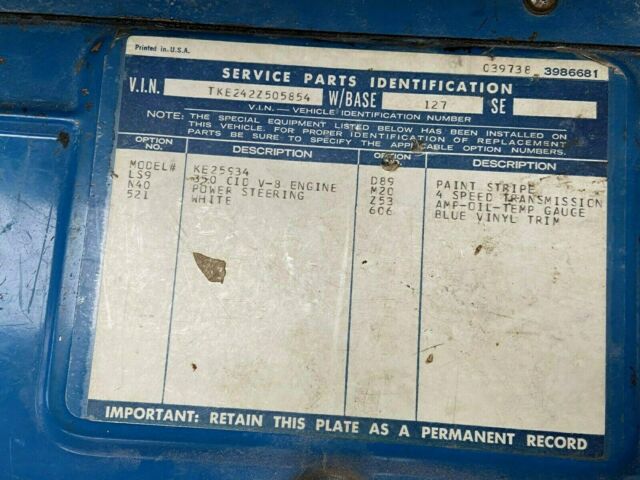 Printed in U.S.A. 039738 3986681
SERVICE PARTS IDENTIFICATION
V.I.N. TKE242Z505854 W/BASE 127 SE
V.I.N.—VEHICLE IDENTIFICATION NUMBER
NOTE: THE SPECIAL EQUIPMENT LISTED BELOW HAS BEEN INSTALLED ON
THIS VEHICLE. FOR PROPER IDENTIFICATION OF REPLACEMENT
PARTS BE SURE TO SPECIFY THE APPLICABLE OPTION NUMBERS.
OPTION NO. DESCRIPTION OPTION NO. DESCRIPTION
MODEL# KE25934 D89 PAINT STRIPE
LS9 350 CID V-8 ENGINE M20 4 SPEED TRANSMISSION
N40 POWER STEERING Z53 AMP-OIL-TEMP GAUGE
521 WHITE 606 BLUE VINYL TRIM
IMPORTANT: RETAIN THIS PLATE AS A PERMANENT RECORD